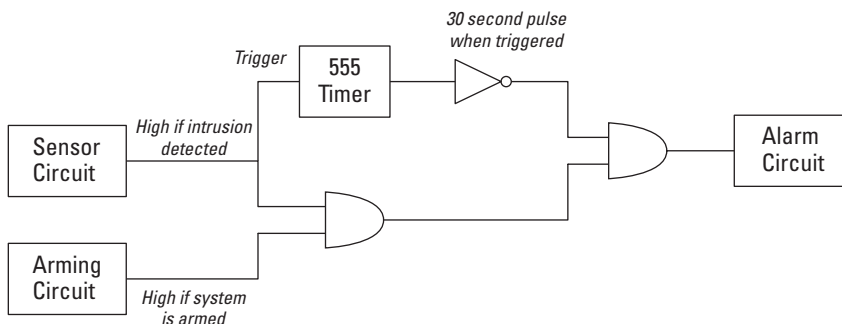 30 second pulse
when triggered
Trigger
555
Timer
High if intrusion
detected
Sensor
Circuit
Alarm
Circuit
Arming
Circuit
High if system
is armed